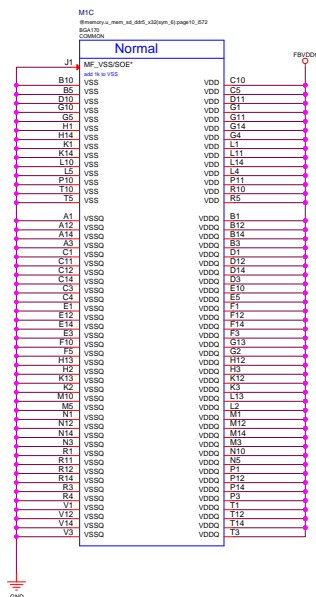 M1C
@memory.u_mem_sd_ddr5_x32(sym_6):page10_i572
BGA170
COMMON
Normal
FBVDDQ
J1 MF_VSS/SOE*
add 1k to VSS
B10 VSS VDD C10
B5 VSS VDD C5
D10 VSS VDD D11
G10 VSS VDD G1
G5 VSS VDD G11
H1 VSS VDD G14
H14 VSS VDD G4
K1 VSS VDD L1
K14 VSS VDD L11
L10 VSS VDD L14
L5 VSS VDD L4
P10 VSS VDD P11
T10 VSS VDD R10
T5 VSS VDD R5
A1 VSSQ VDDQ B1
A12 VSSQ VDDQ B12
A14 VSSQ VDDQ B14
A3 VSSQ VDDQ B3
C1 VSSQ VDDQ D1
C11 VSSQ VDDQ D12
C12 VSSQ VDDQ D14
C14 VSSQ VDDQ D3
C3 VSSQ VDDQ E10
C4 VSSQ VDDQ E5
E1 VSSQ VDDQ F1
E12 VSSQ VDDQ F12
E14 VSSQ VDDQ F14
E3 VSSQ VDDQ F3
F10 VSSQ VDDQ G13
F5 VSSQ VDDQ G2
H13 VSSQ VDDQ H12
H2 VSSQ VDDQ H3
K13 VSSQ VDDQ K12
K2 VSSQ VDDQ K3
M10 VSSQ VDDQ L13
M5 VSSQ VDDQ L2
N1 VSSQ VDDQ M1
N12 VSSQ VDDQ M12
N14 VSSQ VDDQ M14
N3 VSSQ VDDQ M3
R1 VSSQ VDDQ N10
R11 VSSQ VDDQ N5
R12 VSSQ VDDQ P1
R14 VSSQ VDDQ P12
R3 VSSQ VDDQ P14
R4 VSSQ VDDQ P3
V1 VSSQ VDDQ T1
V12 VSSQ VDDQ T12
V14 VSSQ VDDQ T14
V3 VSSQ VDDQ T3
GND